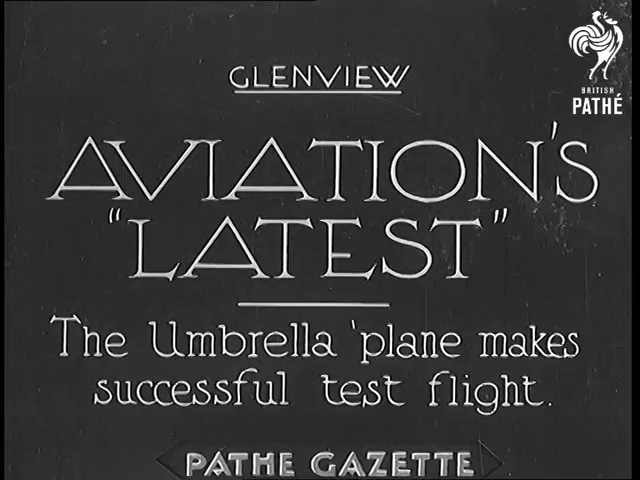 GLENVIEW
BRITISH
PATHÉ
AVIATION'S
"LATEST"
The Umbrella 'plane makes
successful test flight.
PATHE GAZETTE